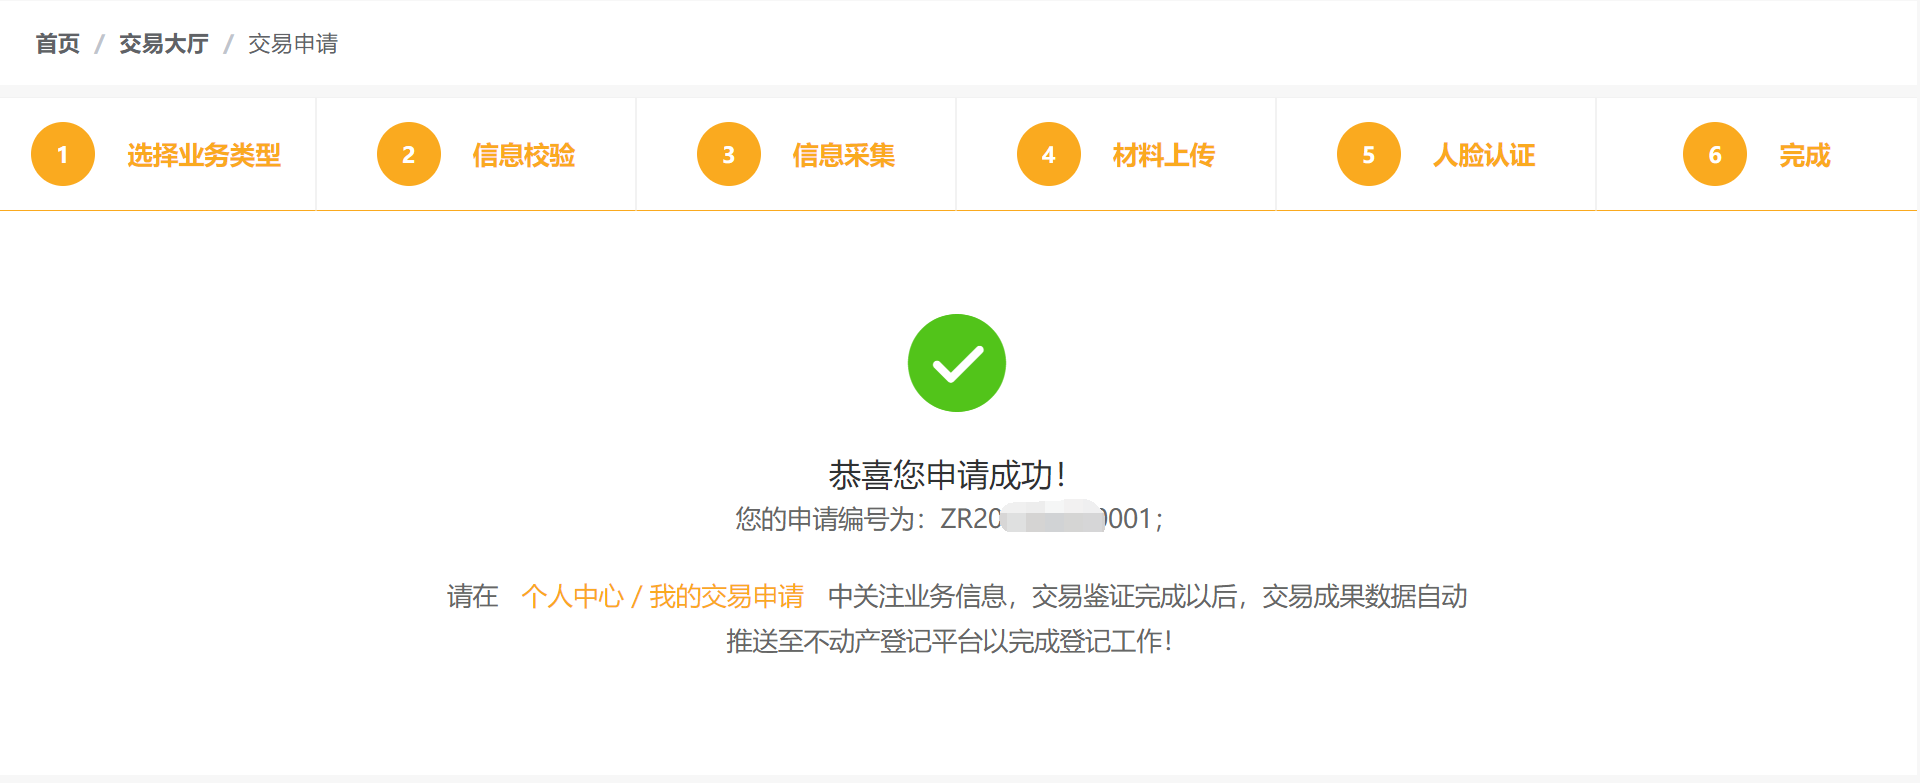 首页 / 交易大厅 / 交易申请
1 选择业务类型 2 信息校验 3 信息采集 4 材料上传 5 人脸认证 6 完成
恭喜您申请成功！
您的申请编号为：ZR20 0001；
请在 个人中心 / 我的交易申请 中关注业务信息，交易鉴证完成以后，交易成果数据自动
推送至不动产登记平台以完成登记工作！